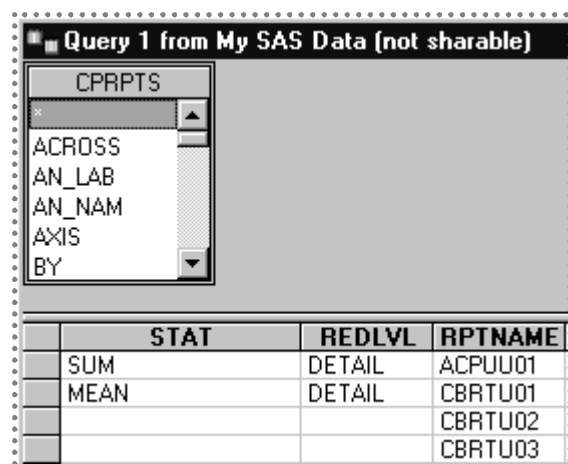 Query 1 from My SAS Data (not sharable)
CPRPTS
*
ACROSS
AN_LAB
AN_NAM
AXIS
BY
STAT REDLVL RPTNAME
SUM DETAIL ACPUU01
MEAN DETAIL CBRTU01
CBRTU02
CBRTU03